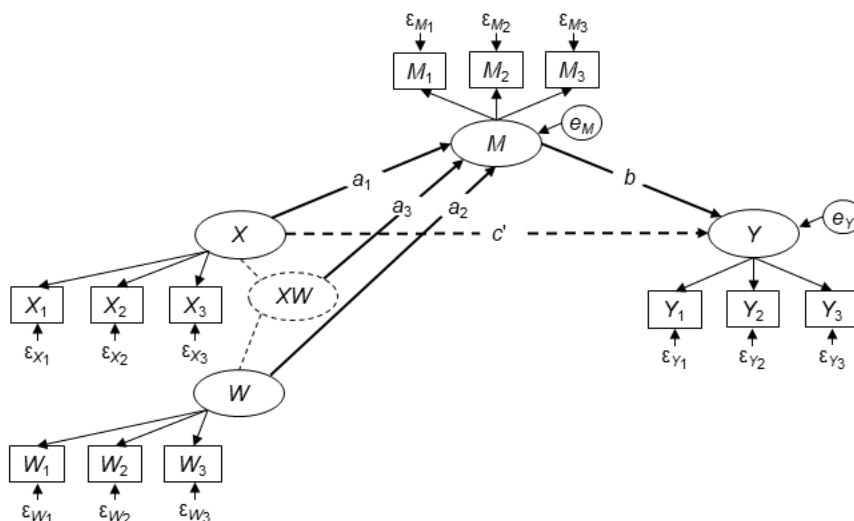 εM1 εM2 εM3
M1 M2 M3
eM
M
a1 a3 a2 b
X c' Y eY
XW
X1 X2 X3
Y1 Y2 Y3
εX1 εX2 εX3
εY1 εY2 εY3
W
W1 W2 W3
εW1 εW2 εW3